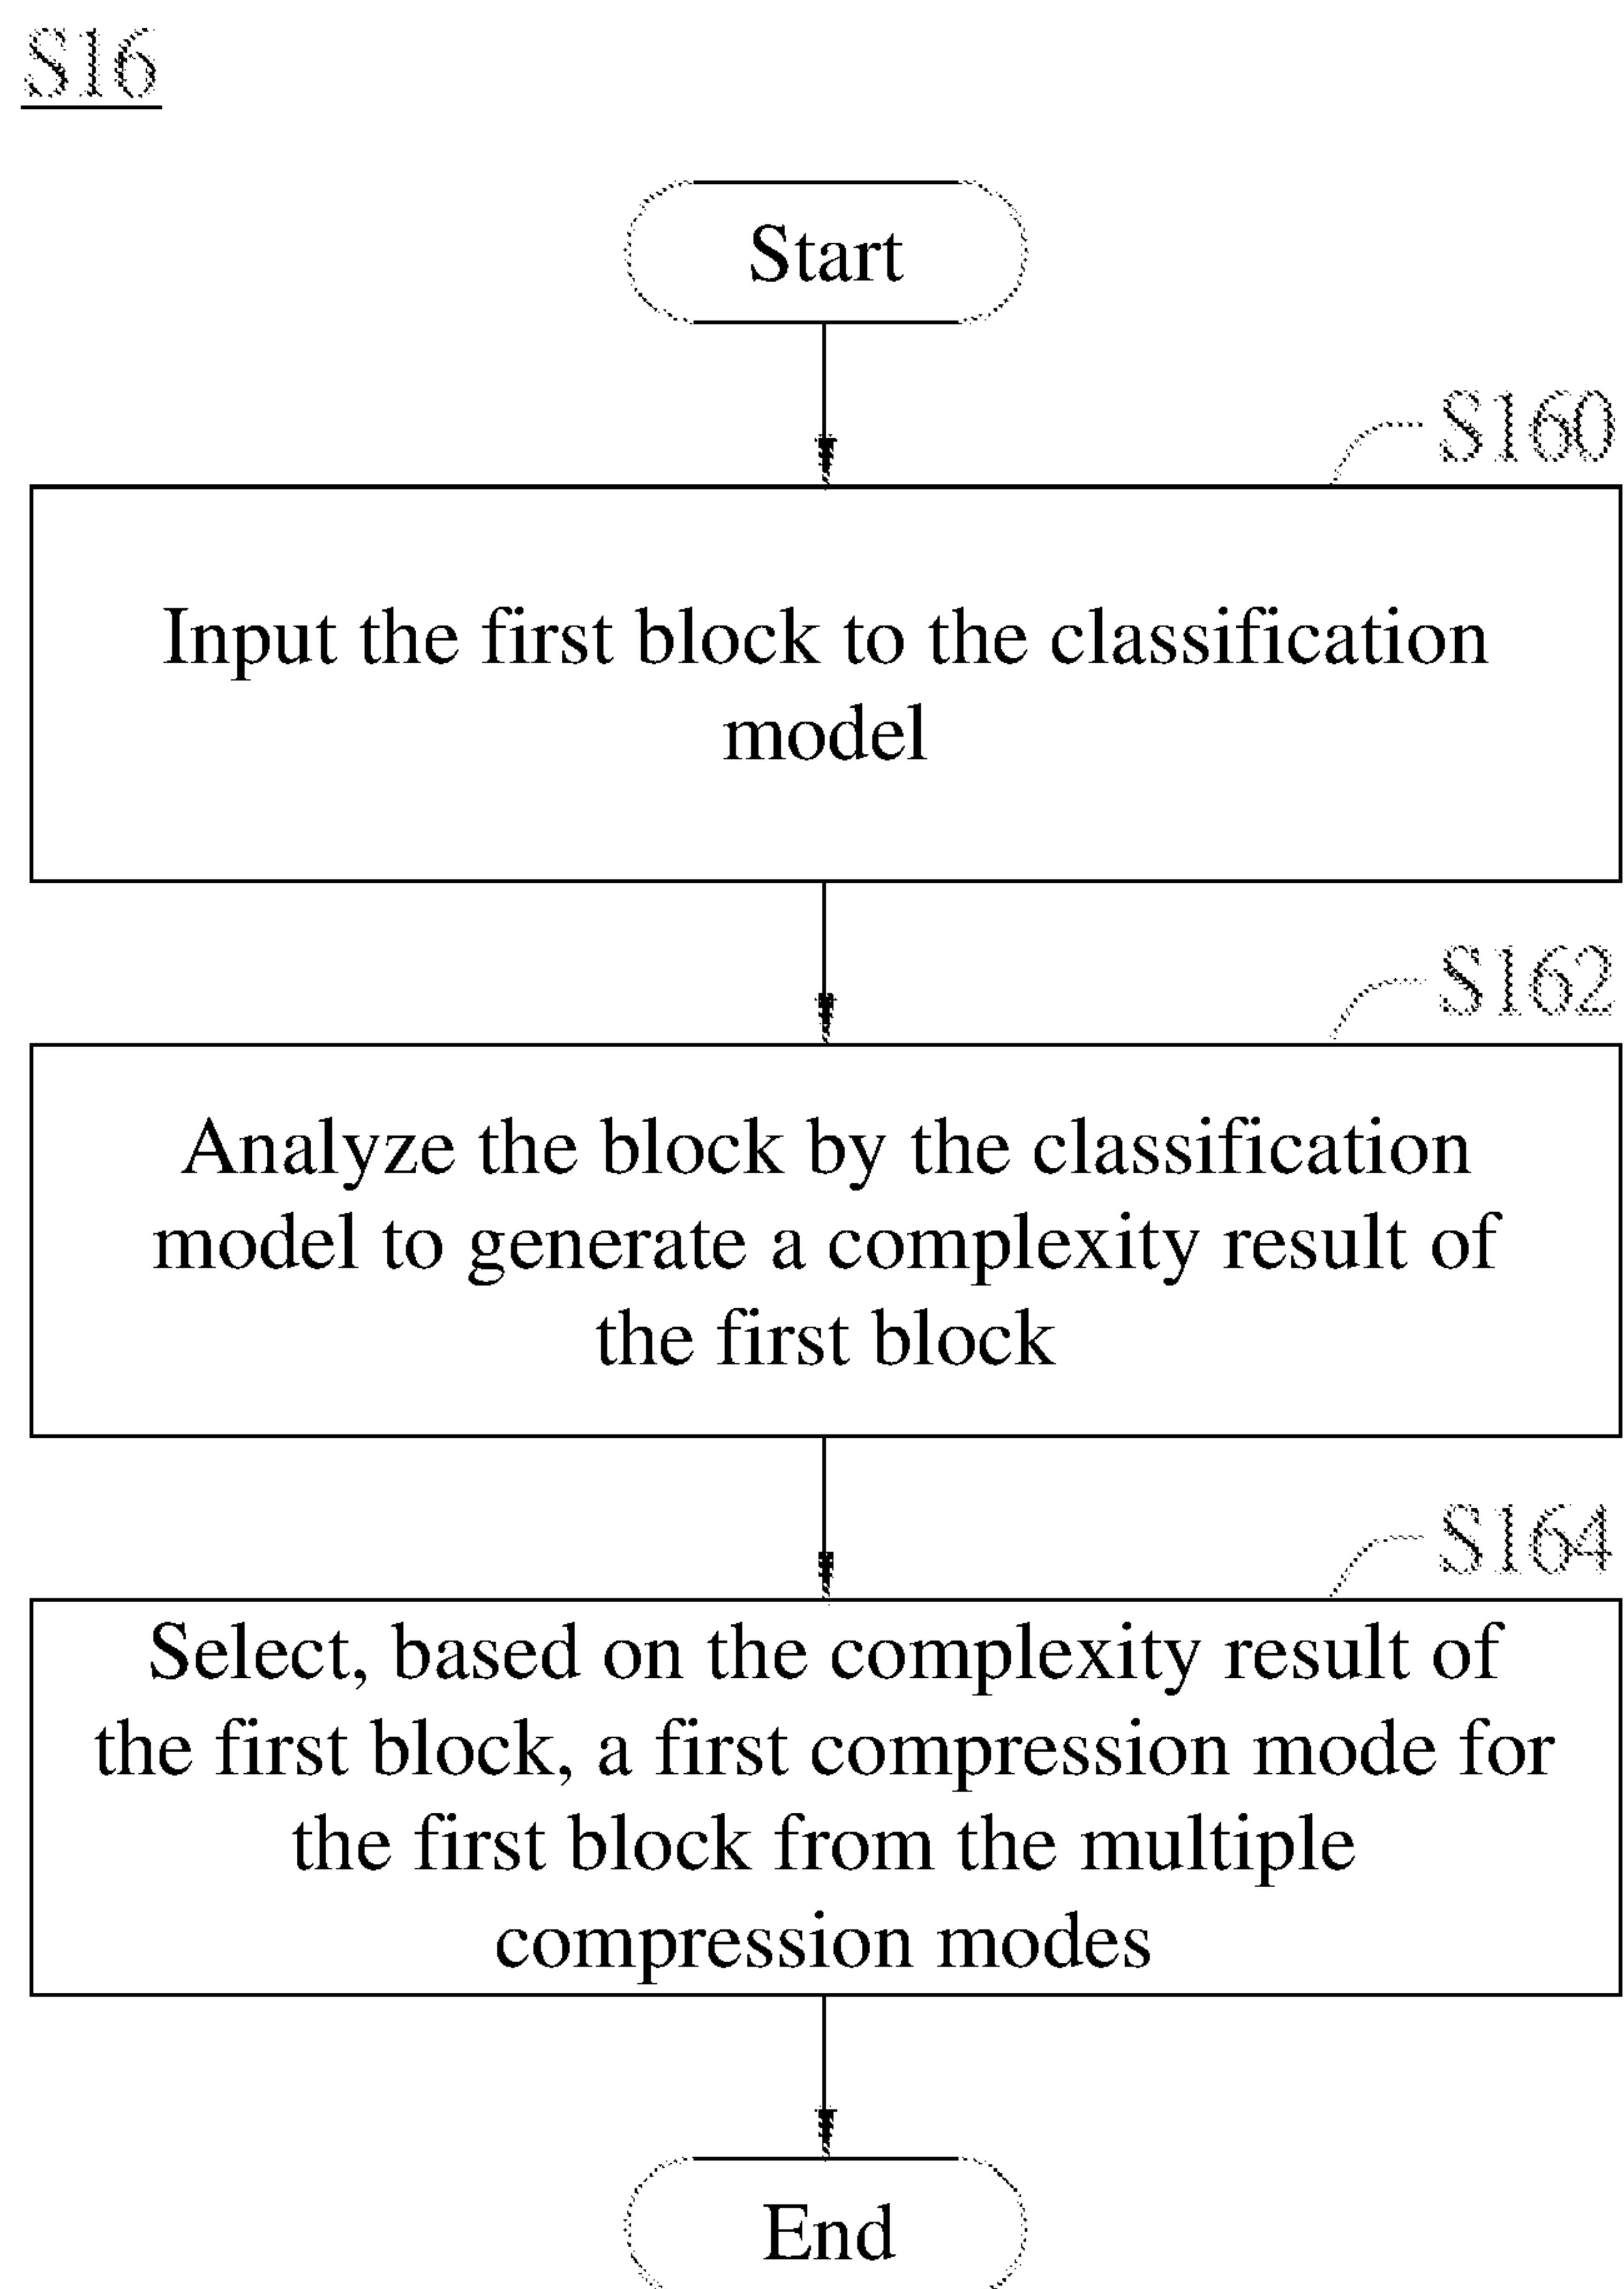 S16
Start
S160
Input the first block to the classification
model
S162
Analyze the block by the classification
model to generate a complexity result of
the first block
S164
Select, based on the complexity result of
the first block, a first compression mode for
the first block from the multiple
compression modes
End